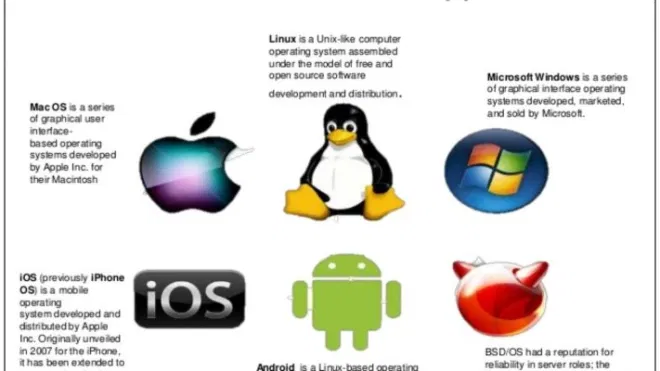 Linux is a Unix-like computer
operating system assembled
under the model of free and
open source software
development and distribution.
Microsoft Windows is a series
of graphical interface operating
systems developed, marketed,
and sold by Microsoft.
Mac OS is a series
of graphical user
interface-
based operating
systems developed
by Apple Inc. for
their Macintosh
iOS (previously iPhone
OS) is a mobile
operating
system developed and
distributed by Apple
Inc. Originally unveiled
in 2007 for the iPhone,
it has been extended to
iOS
Android is a Linux-based operating
BSD/OS had a reputation for
reliability in server roles; the